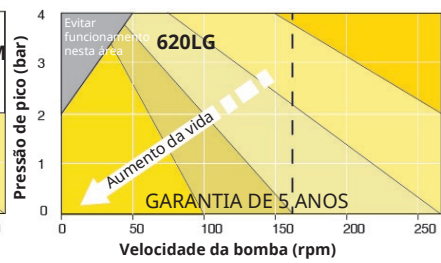 4
Evitar
funcionamento
nesta área
620LG
M
3
Pressão de pico (bar)
2
Aumento da vida
1
GARANTIA DE 5 ANOS
0
0 50 100 150 200 250
Velocidade da bomba (rpm)